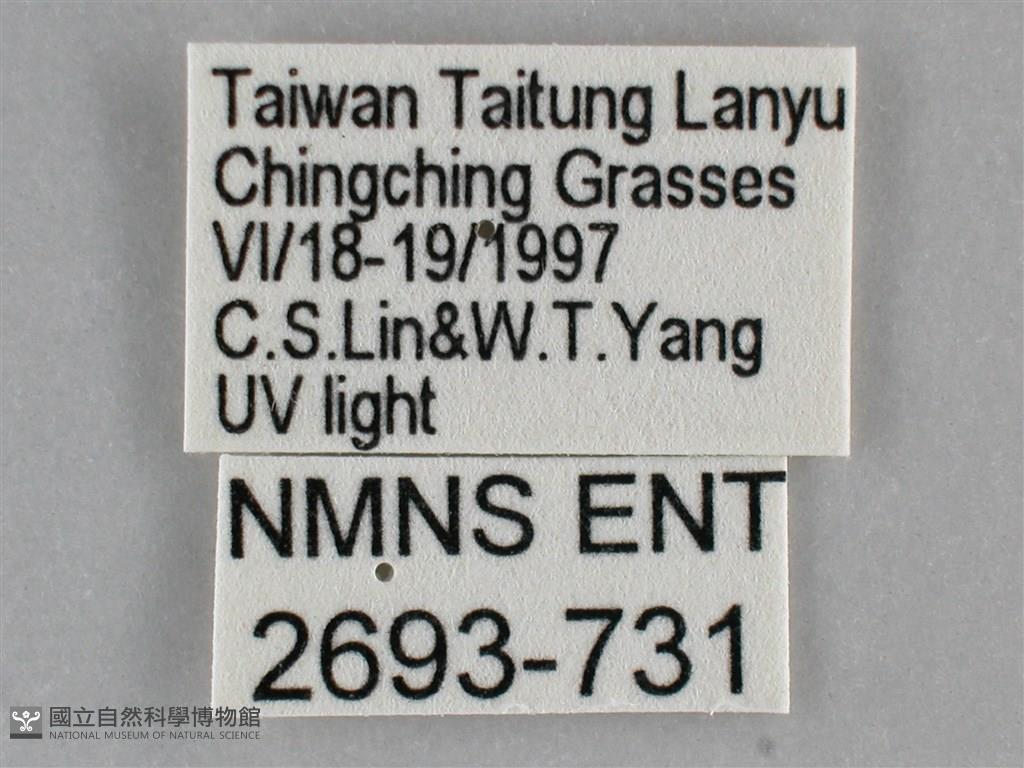 Taiwan Taitung Lanyu
Chingching Grasses
VI/18-19/1997
C.S.Lin&W.T.Yang
UV light
NMNS ENT
2693-731
國立自然科學博物館
NATIONAL MUSEUM OF NATURAL SCIENCE